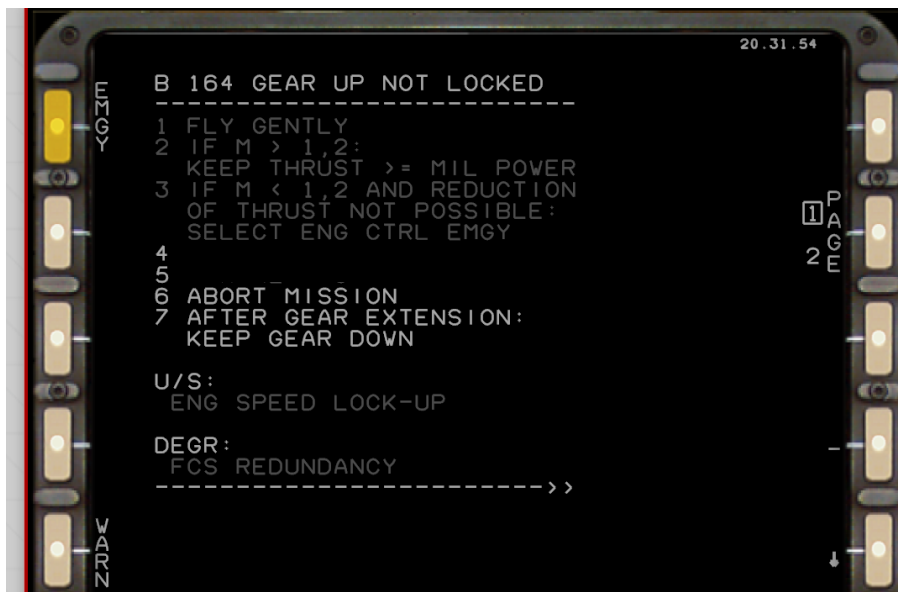 20.31.54
EMGY
B 164 GEAR UP NOT LOCKED
---------------------------
1 FLY GENTLY
2 IF M > 1,2:
KEEP THRUST >= MIL POWER
3 IF M < 1,2 AND REDUCTION
OF THRUST NOT POSSIBLE:
SELECT ENG CTRL EMGY
4
5
6 ABORT MISSION
7 AFTER GEAR EXTENSION:
KEEP GEAR DOWN
U/S:
ENG SPEED LOCK-UP
DEGR:
FCS REDUNDANCY
------------------------->>
PAGE
1
2
WARN